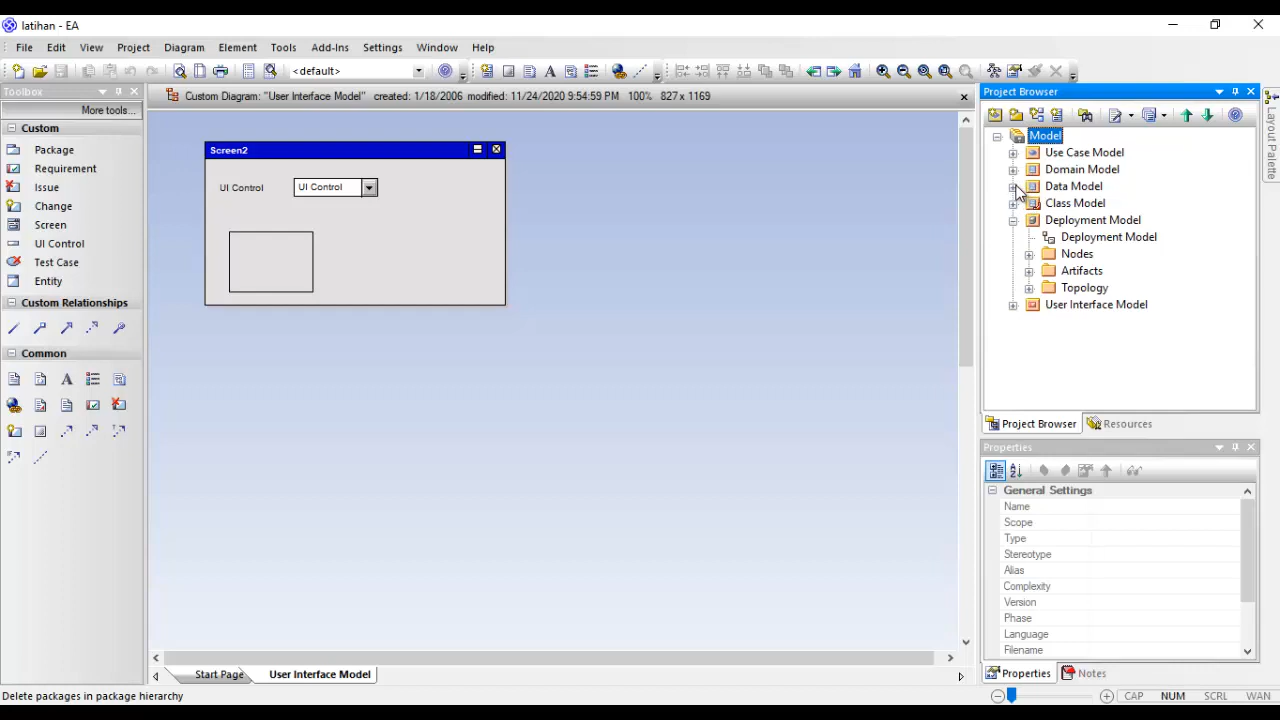 latihan - EA
File Edit View Project Diagram Element Tools Add-Ins Settings Window Help
<default>
Toolbox
More tools...
Custom
Package
Requirement
Issue
Change
Screen
UI Control
Test Case
Entity
Custom Relationships
Common
Custom Diagram: "User Interface Model" created: 1/18/2006 modified: 11/24/2020 9:54:59 PM 100% 827 x 1169
Screen2
UI Control UI Control
Start Page User Interface Model
Project Browser
Model
Use Case Model
Domain Model
Data Model
Class Model
Deployment Model
Deployment Model
Nodes
Artifacts
Topology
User Interface Model
Project Browser Resources
Layout Palette
Properties
General Settings
Name
Scope
Type
Stereotype
Alias
Complexity
Version
Phase
Language
Filename
Properties Notes
Delete packages in package hierarchy
CAP NUM SCRL WAN